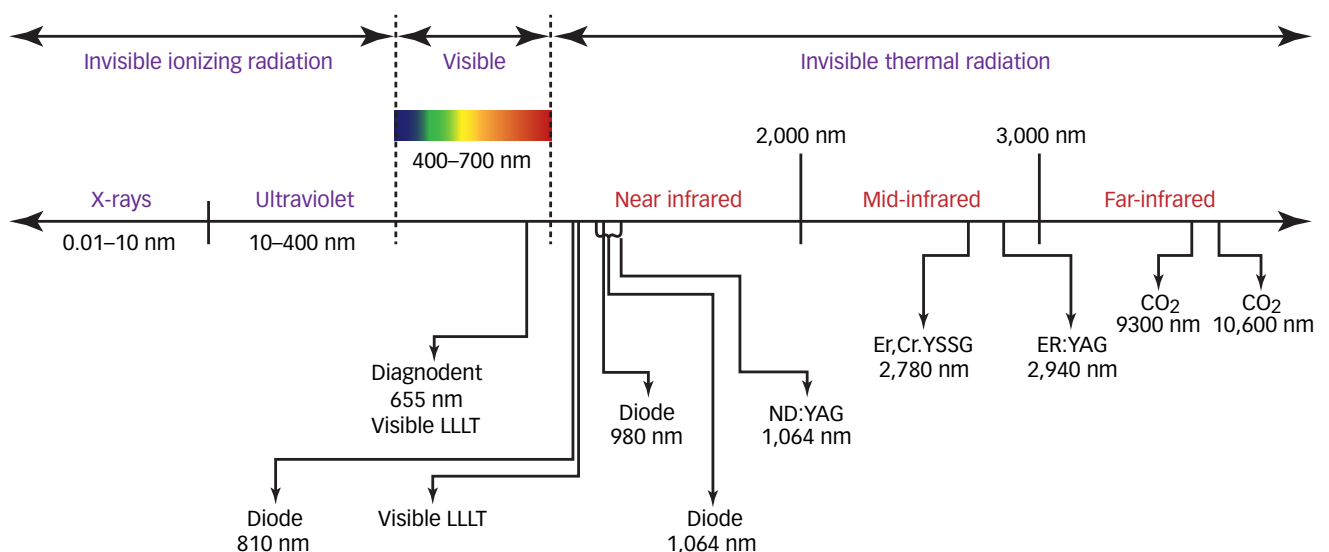 Invisible ionizing radiation
Visible
Invisible thermal radiation
400–700 nm
2,000 nm
3,000 nm
X-rays
Ultraviolet
Near infrared
Mid-infrared
Far-infrared
0.01–10 nm
10–400 nm
CO2
9300 nm
CO2
10,600 nm
Er,Cr.YSSG
2,780 nm
ER:YAG
2,940 nm
Diagnodent
655 nm
Visible LLLT
Diode
980 nm
ND:YAG
1,064 nm
Diode
810 nm
Visible LLLT
Diode
1,064 nm